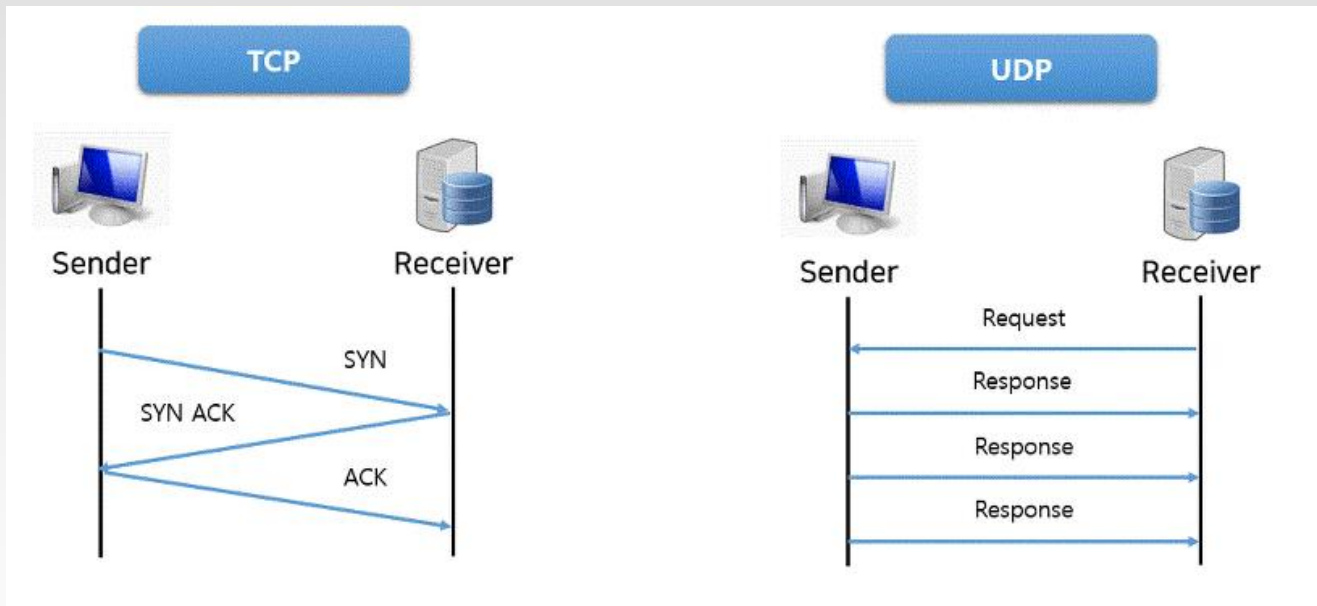 TCP
Sender
Receiver
SYN
SYN ACK
ACK
UDP
Sender
Receiver
Request
Response
Response
Response